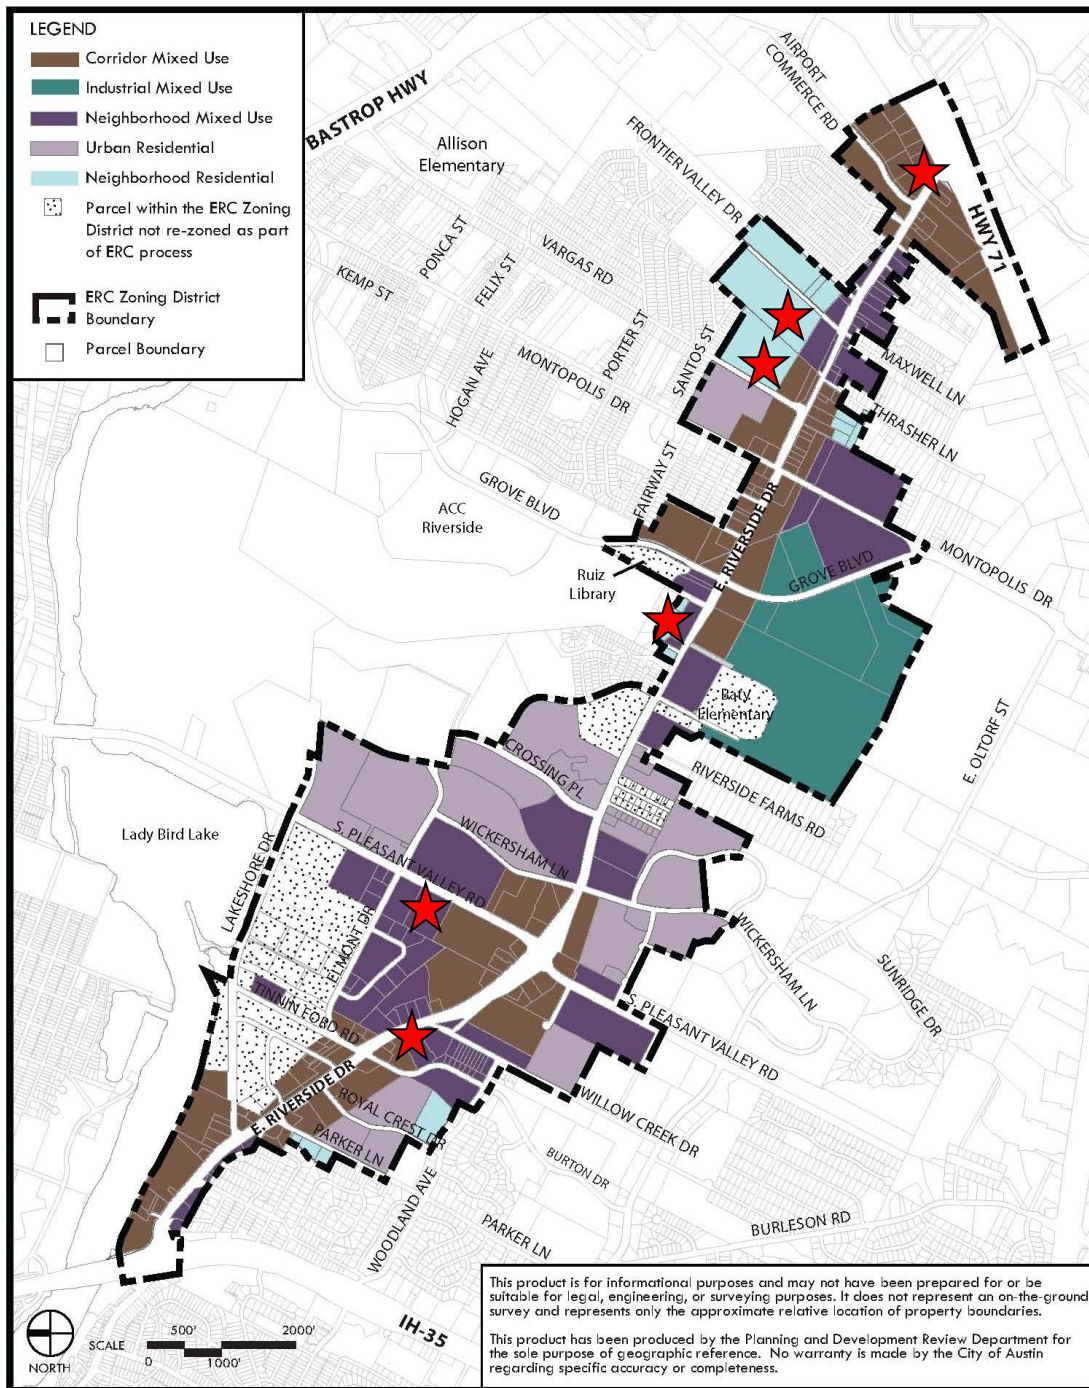 LEGEND
Corridor Mixed Use
Industrial Mixed Use
Neighborhood Mixed Use
Urban Residential
Neighborhood Residential
Parcel within the ERC Zoning
District not re-zoned as part
of ERC process
ERC Zoning District
Boundary
Parcel Boundary
BASTROP HWY
Allison
Elementary
AIRPORT
COMMERCE RD
FRONTIER VALLEY DR
HWY 71
PONCA ST
VARGAS RD
KEMP ST
FELIX ST
PORTER ST
SANTOS ST
MONTOPOLIS DR
HOGAN AVE
MAXWELL LN
THRASHER LN
FAIRWAY ST
GROVE BLVD
ACC
Riverside
E. RIVERSIDE DR
GROVE BLVD
MONTOPOLIS DR
Ruiz
Library
Baty
Elementary
E. OLTORF ST
CROSSING PL
RIVERSIDE FARMS RD
Lady Bird Lake
LAKESHORE DR
S. PLEASANT VALLEY RD
WICKERSHAM LN
ELMONT DR
WICKERSHAM LN
SUNRIDGE DR
TINNIN FORD RD
S. PLEASANT VALLEY RD
E. RIVERSIDE DR
ROYAL CREST DR
WILLOW CREEK DR
PARKER LN
BURTON DR
WOODLAND AVE
PARKER LN
BURLESON RD
IH-35
NORTH
SCALE
500'
2000'
0
1000'
This product is for informational purposes and may not have been prepared for or be
suitable for legal, engineering, or surveying purposes. It does not represent an on-the-ground
survey and represents only the approximate relative location of property boundaries.
This product has been produced by the Planning and Development Review Department for
the sole purpose of geographic reference. No warranty is made by the City of Austin
regarding specific accuracy or completeness.